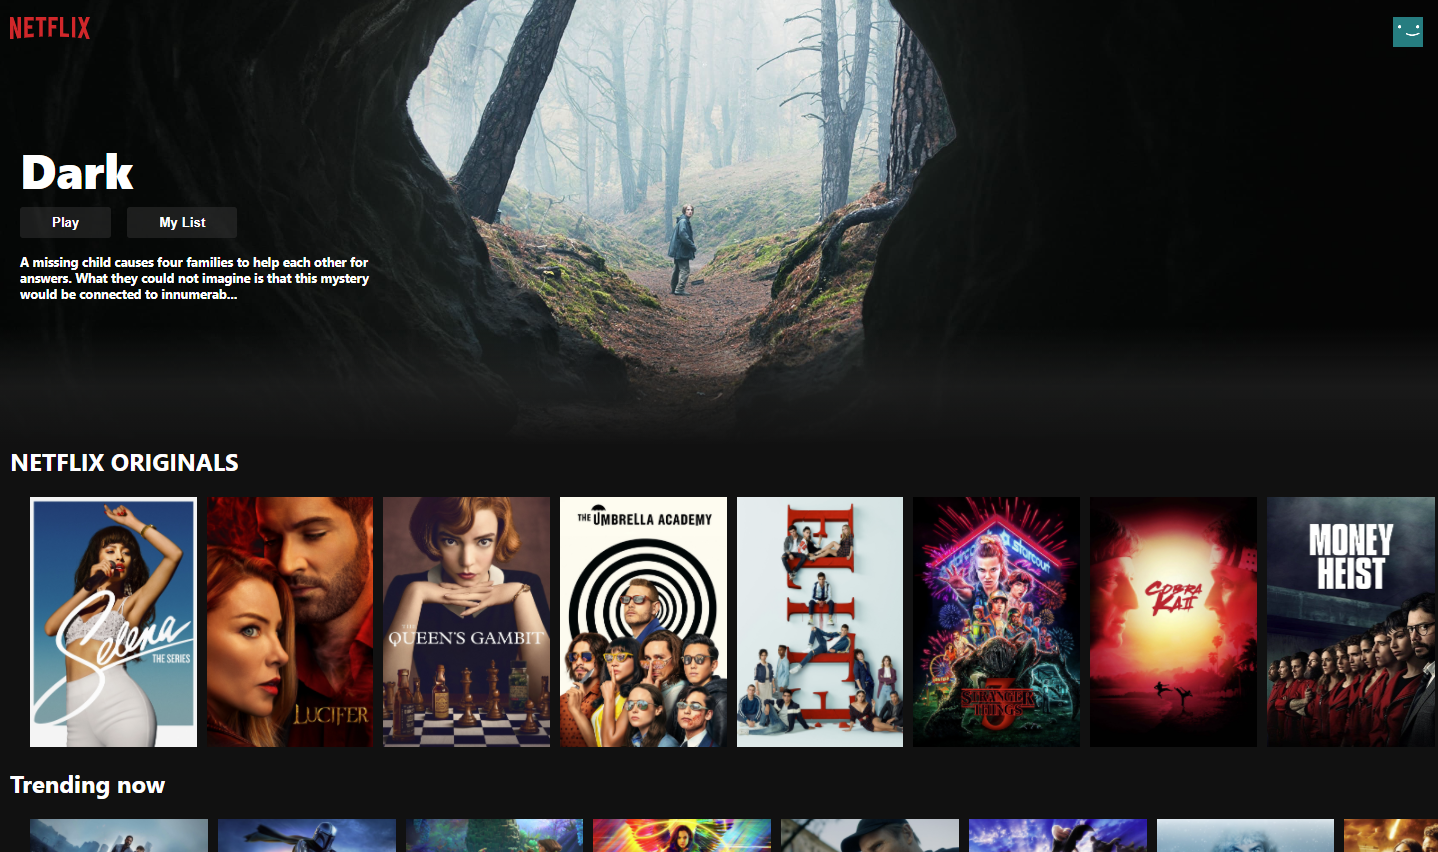 NETFLIX
Dark
Play
My List
A missing child causes four families to help each other for
answers. What they could not imagine is that this mystery
would be connected to innumerab...
NETFLIX ORIGINALS
Selena
THE SERIES
LUCIFER
THE
QUEEN'S GAMBIT
THE UMBRELLA ACADEMY
ELITE
starcourt
STRANGER
3
THINGS
COBRA
KAI
MONEY
HEIST
Trending now